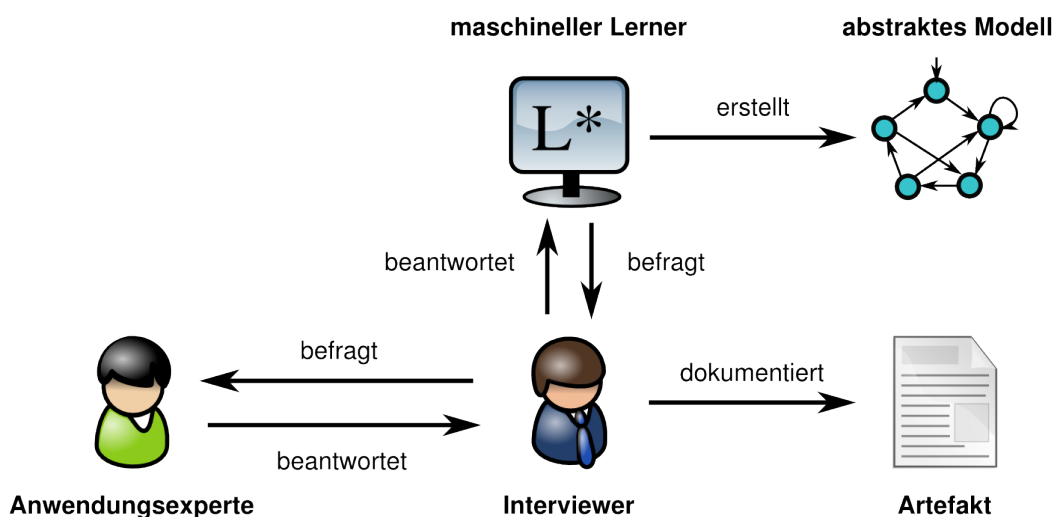 maschineller Lerner
abstraktes Modell
L*
erstellt
beantwortet
befragt
befragt
dokumentiert
beantwortet
Anwendungsexperte
Interviewer
Artefakt